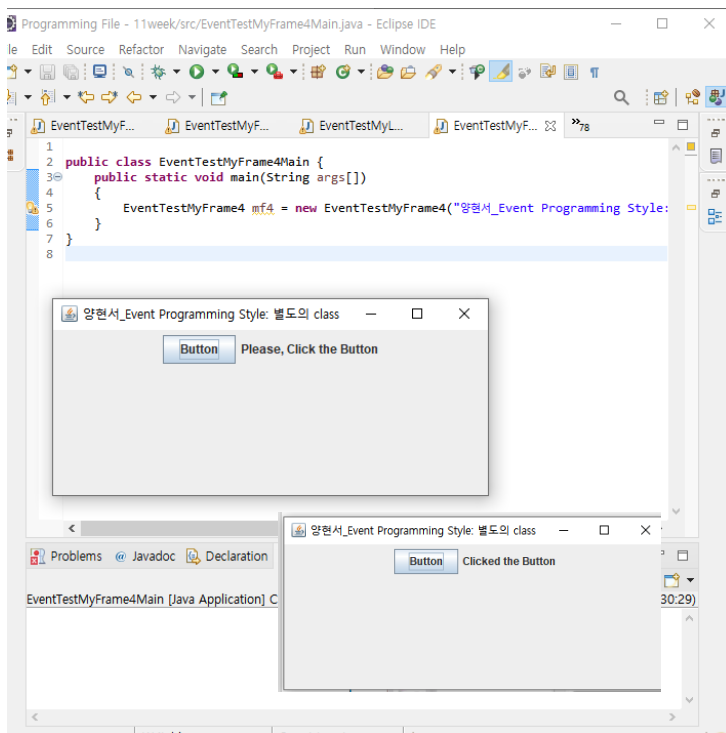 Programming File - 11week/src/EventTestMyFrame4Main.java - Eclipse IDE
Edit Source Refactor Navigate Search Project Run Window Help
EventTestMyF... EventTestMyF... EventTestMyL... EventTestMyF... »78
1
2 public class EventTestMyFrame4Main {
3 public static void main(String args[])
4 {
5 EventTestMyFrame4 mf4 = new EventTestMyFrame4("양현서_Event Programming Style:
6 }
7 }
8
양현서_Event Programming Style: 별도의 class
Button Please, Click the Button
양현서_Event Programming Style: 별도의 class
Button Clicked the Button
Problems @ Javadoc Declaration
EventTestMyFrame4Main [Java Application] C
30:29)